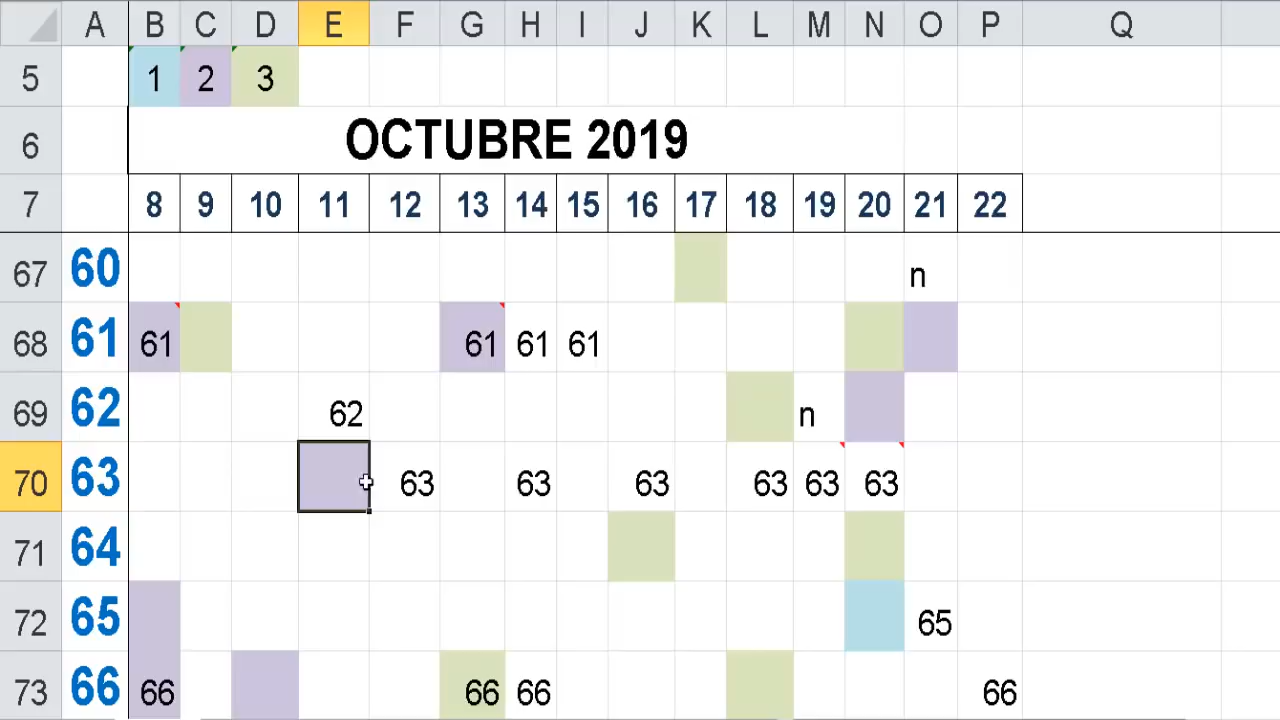 A B C D E F G H I J K L M N O P Q
5 1 2 3
6 OCTUBRE 2019
7 8 9 10 11 12 13 14 15 16 17 18 19 20 21 22
67 60 n
68 61 61 61 61 61
69 62 62 n
70 63 63 63 63 63 63 63
71 64
72 65 65
73 66 66 66 66 66